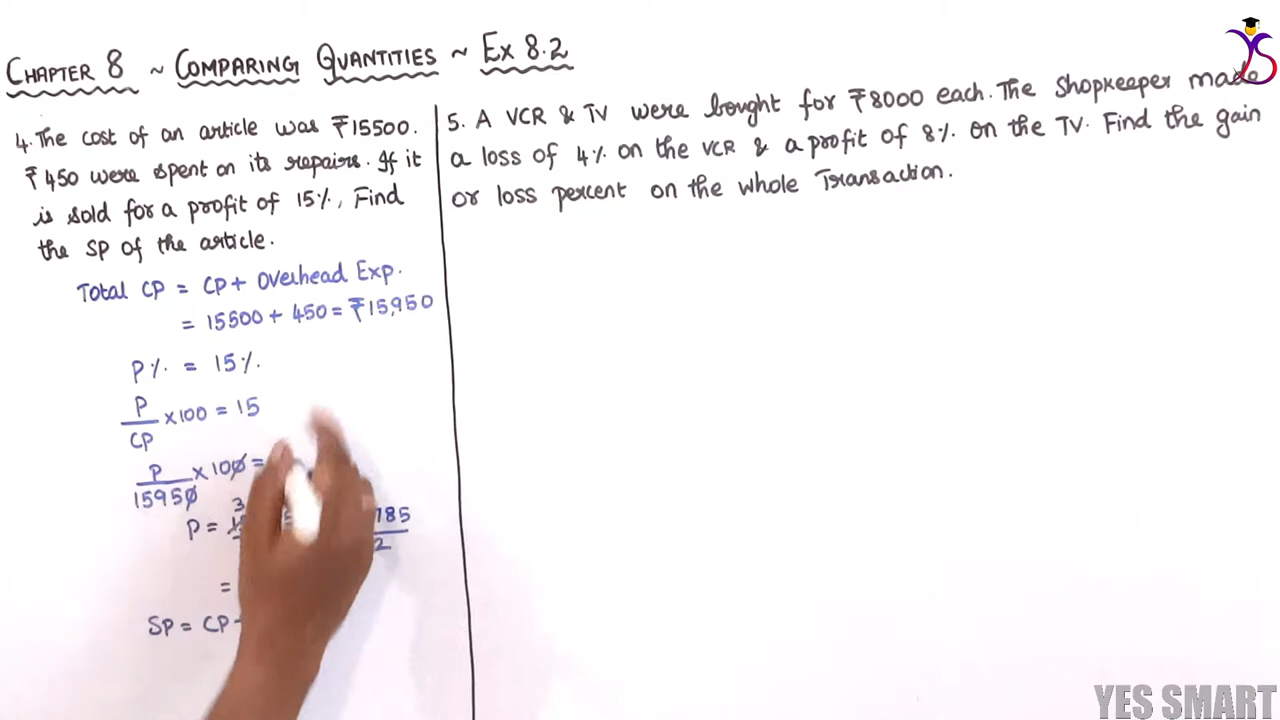 CHAPTER 8 ~ COMPARING QUANTITIES ~ Ex 8.2
4. The cost of an article was ₹15500.
₹450 were spent on its repairs. If it
is sold for a profit of 15%, Find
the SP of the article.
Total CP = CP + Overhead Exp.
= 15500 + 450 = ₹15,950
P% = 15%.
P/CP × 100 = 15
P/15950 × 100 =
P =
785/2
=
SP = CP
5. A VCR & TV were bought for ₹8000 each. The Shopkeeper made
a loss of 4% on the VCR & a profit of 8% on the TV. Find the gain
or loss percent on the whole Transaction.
YES SMART